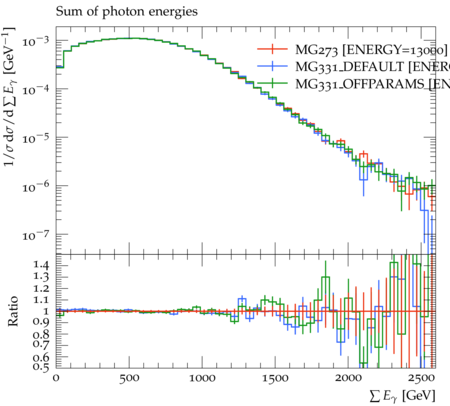 Sum of photon energies
1/σ dσ/d∑Eγ [GeV⁻¹]
10⁻³
10⁻⁴
10⁻⁵
10⁻⁶
10⁻⁷
MG273 [ENERGY=13000]
MG331_DEFAULT [ENERG
MG331_OFFPARAMS [EN
Ratio
1.4
1.3
1.2
1.1
1
0.9
0.8
0.7
0.6
0.5
0 500 1000 1500 2000 2500
∑Eγ [GeV]